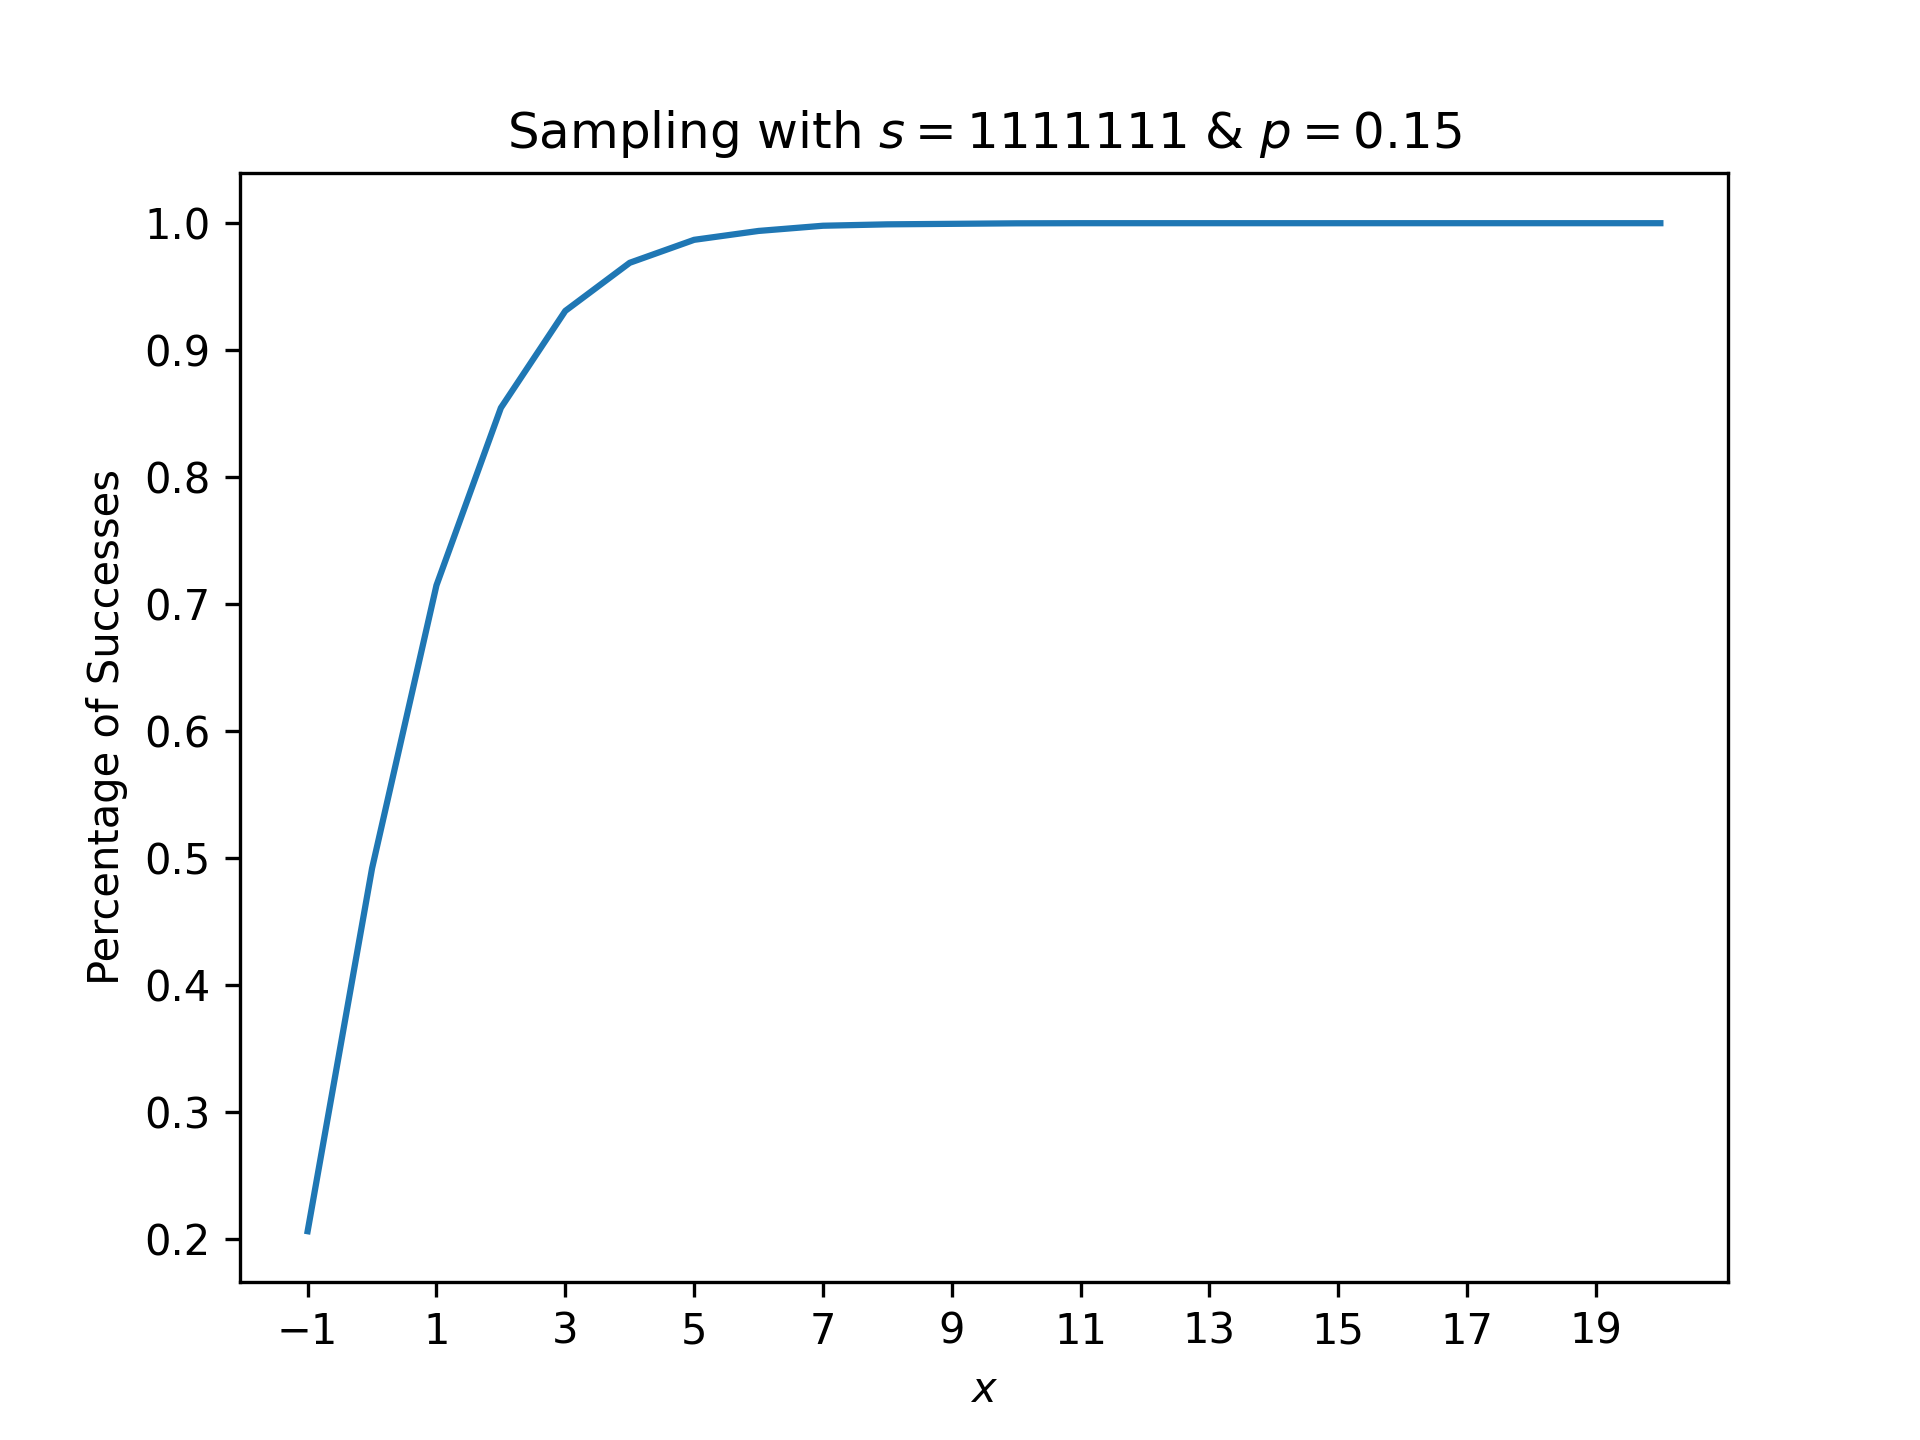 Sampling with s = 1111111 & p = 0.15
1.0
0.9
0.8
0.7
0.6
0.5
0.4
0.3
0.2
Percentage of Successes
−1 1 3 5 7 9 11 13 15 17 19
x